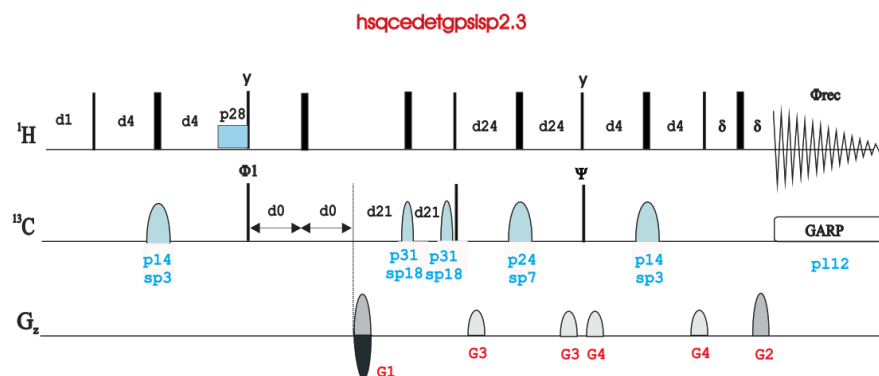 hsqcedetgpsisp2.3
y y
Φrec
d1 d4 d4 p28 d24 d24 d4 d4 δ δ
¹H
Φ1 Ψ
d0 d0 d21 d21
¹³C
GARP
p14 p31 p31 p24 p14 p112
sp3 sp18 sp18 sp7 sp3
Gz
G3 G3 G4 G4 G2
G1